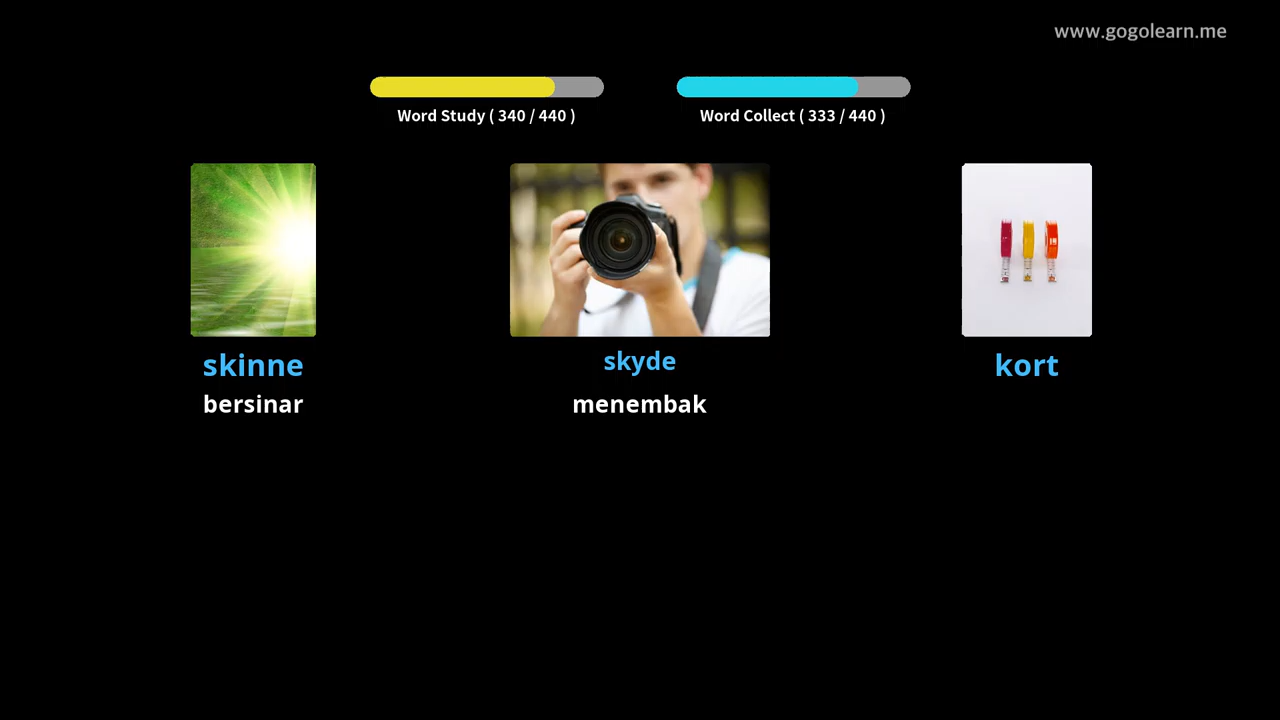 www.gogolearn.me
Word Study ( 340 / 440 )
Word Collect ( 333 / 440 )
skinne
bersinar
skyde
menembak
kort